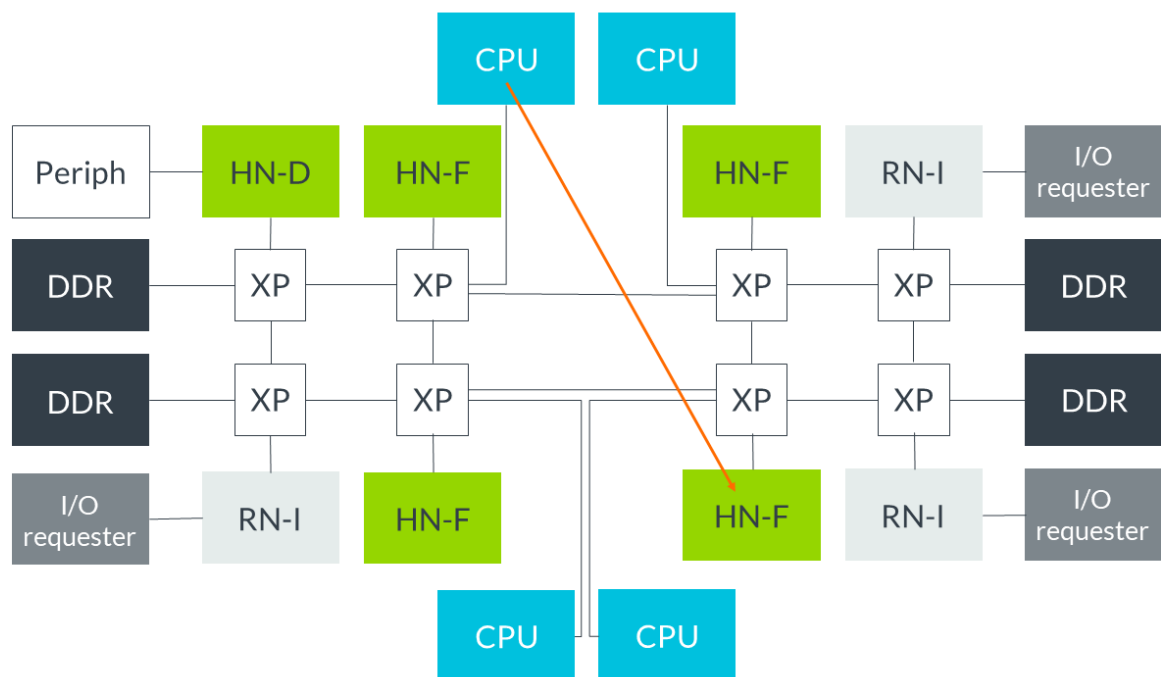 CPU
CPU
Periph
HN-D
HN-F
HN-F
RN-I
I/O
requester
DDR
XP
XP
XP
XP
DDR
DDR
XP
XP
XP
XP
DDR
I/O
requester
RN-I
HN-F
HN-F
RN-I
I/O
requester
CPU
CPU